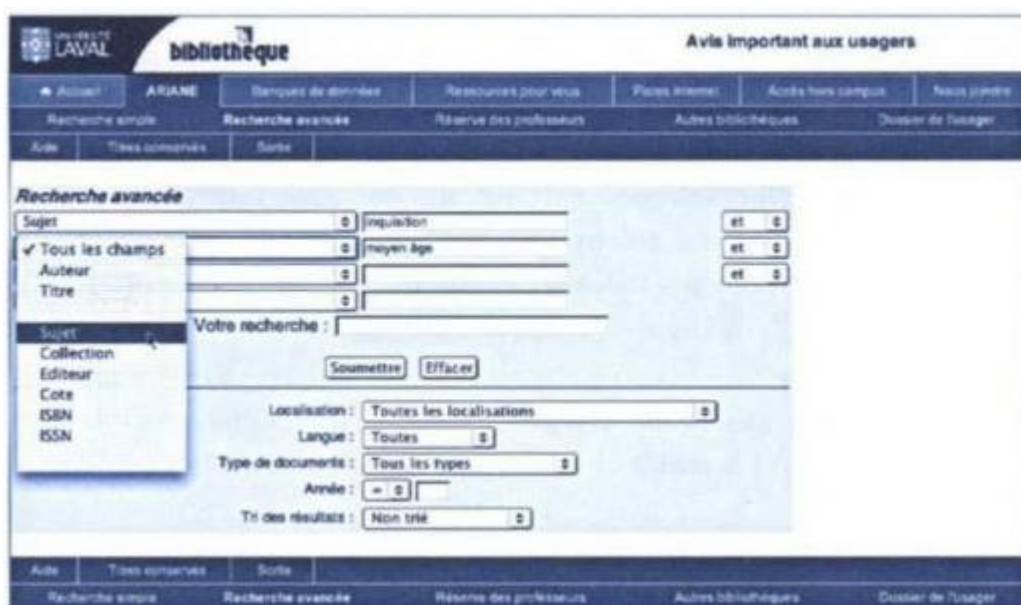 UNIVERSITÉ
LAVAL
bibliothèque
Avis important aux usagers
Accueil ARIANE Banques de données Ressources pour vous Accès hors campus Nous joindre
Recherche simple Recherche avancée Réserve des professeurs Autres bibliothèques Dossier de l'usager
Aide Titres conservés Sortie
Recherche avancée
Sujet inquisition et
✓ Tous les champs moyen âge et
Auteur et
Titre
Sujet Votre recherche :
Collection
Editeur Soumettre Effacer
Cote Localisation : Toutes les localisations
ISBN Langue : Toutes
ISSN
Type de documents : Tous les types
Année : =
Tri des résultats : Non trié
Aide Titres conservés Sortie
Recherche simple Recherche avancée Réserve des professeurs Autres bibliothèques Dossier de l'usager